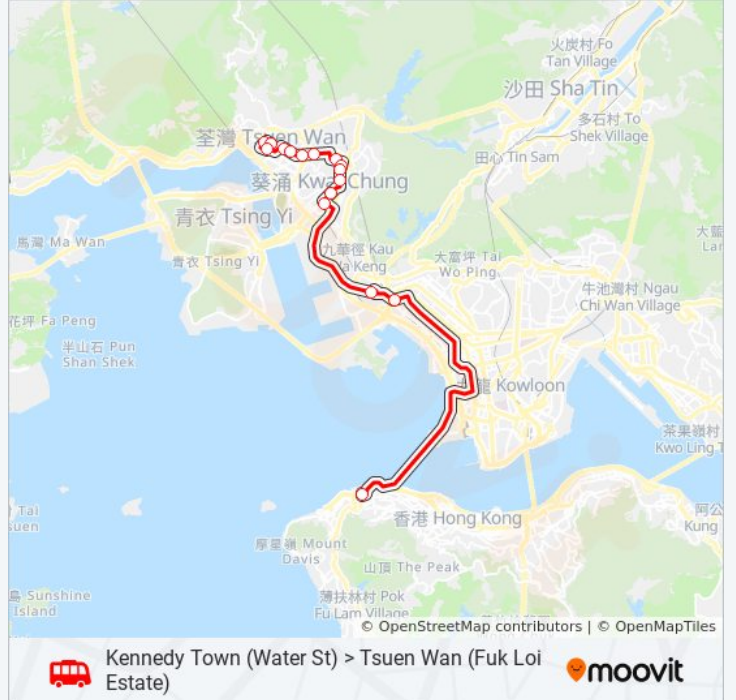 火炭村 Fo
Tan Village
沙田 Sha Tin
多石村 To
Shek Village
荃灣 Tsuen Wan
田心 Tin Sam
葵涌 Kwai Chung
青衣 Tsing Yi
馬灣 Ma Wan
青衣 Tsing Yi
九華徑 Kau
Wa Keng
大富坪 Tai
Wo Ping
大藍
Lar
牛池灣村 Ngau
Chi Wan Village
花坪 Fa Peng
半山石 Pun
Shan Shek
龍 Kowloon
茶果嶺村
Kwo Ling T
Tai
香港 Hong Kong
阿公
Kung
摩星嶺 Mount
Davis
山頂 The Peak
島 Sunshine
Island
薄扶林村 Pok
Fu Lam Village
© OpenStreetMap contributors | © OpenMapTiles
Kennedy Town (Water St) > Tsuen Wan (Fuk Loi
Estate)
moovit